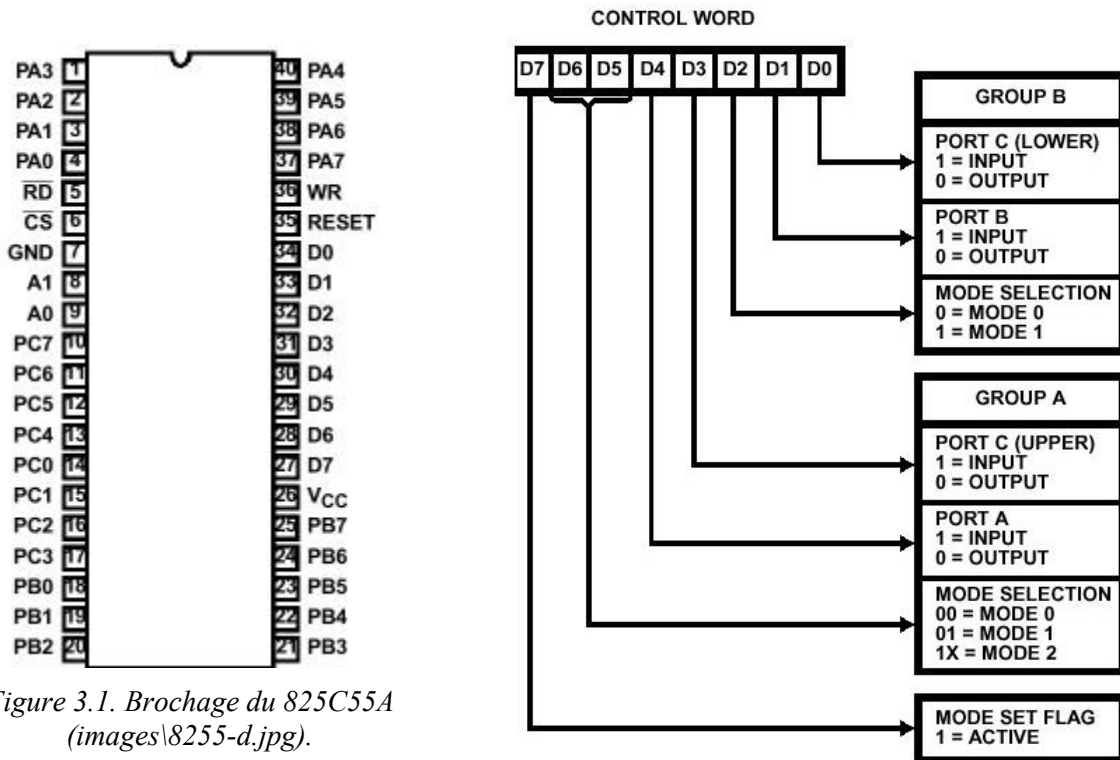 PA3 1 40 PA4
PA2 2 39 PA5
PA1 3 38 PA6
PA0 4 37 PA7
RD 5 36 WR
CS 6 35 RESET
GND 7 34 D0
A1 8 33 D1
A0 9 32 D2
PC7 10 31 D3
PC6 11 30 D4
PC5 12 29 D5
PC4 13 28 D6
PC0 14 27 D7
PC1 15 26 VCC
PC2 16 25 PB7
PC3 17 24 PB6
PB0 18 23 PB5
PB1 19 22 PB4
PB2 20 21 PB3
igure 3.1. Brochage du 825C55A
(images\8255-d.jpg).
CONTROL WORD
D7 D6 D5 D4 D3 D2 D1 D0
GROUP B
PORT C (LOWER)
1 = INPUT
0 = OUTPUT
PORT B
1 = INPUT
0 = OUTPUT
MODE SELECTION
0 = MODE 0
1 = MODE 1
GROUP A
PORT C (UPPER)
1 = INPUT
0 = OUTPUT
PORT A
1 = INPUT
0 = OUTPUT
MODE SELECTION
00 = MODE 0
01 = MODE 1
1X = MODE 2
MODE SET FLAG
1 = ACTIVE